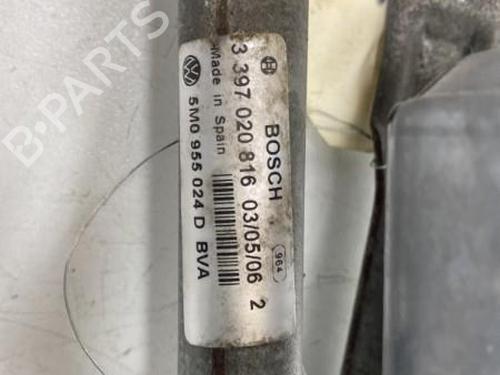 BOSCH
3 397 020 816 03/05/06 2
Made in Spain
964
5M0 955 024 D BVA
B-PARTS